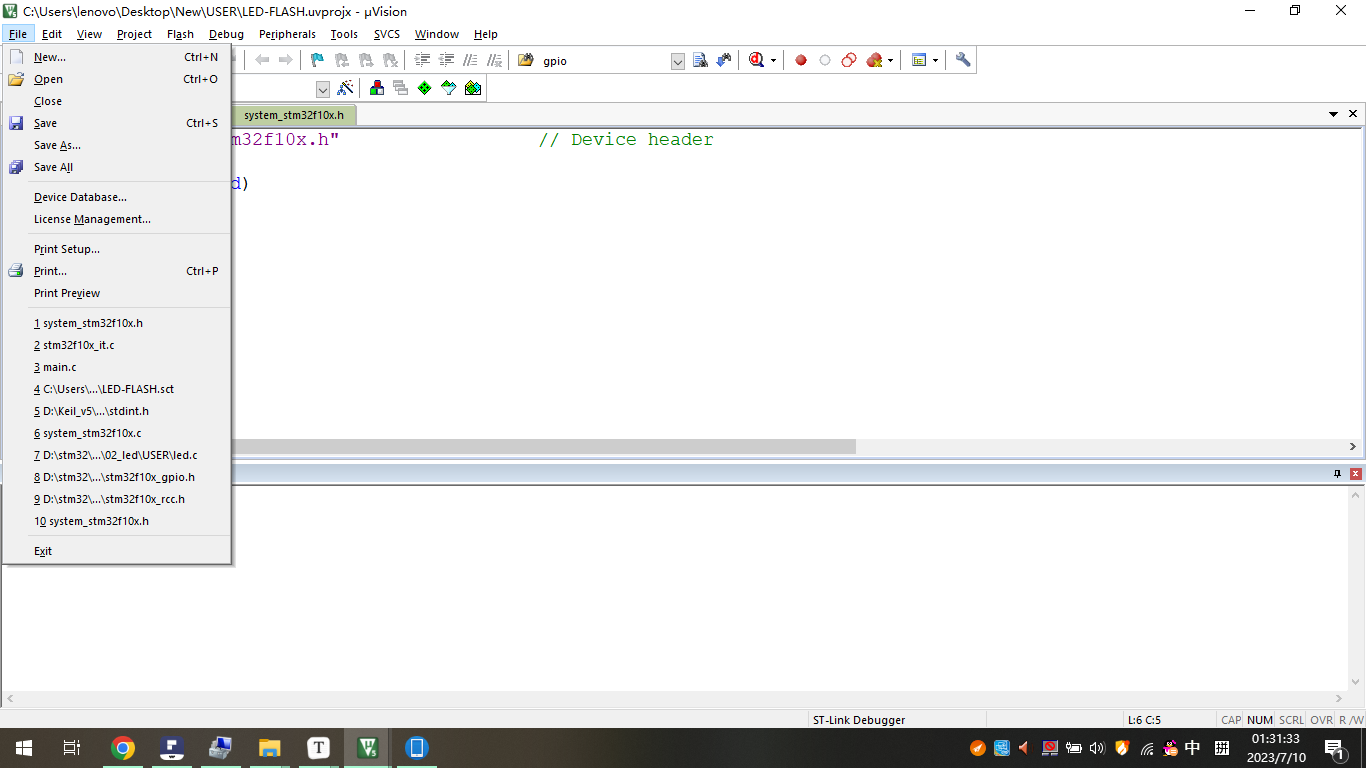 C:\Users\lenovo\Desktop\New\USER\LED-FLASH.uvprojx - µVision
File Edit View Project Flash Debug Peripherals Tools SVCS Window Help
New... Ctrl+N
gpio
Open Ctrl+O
Close
system_stm32f10x.h
Save Ctrl+S
m32f10x.h" // Device header
Save As...
Save All
d)
Device Database...
License Management...
Print Setup...
Print... Ctrl+P
Print Preview
1 system_stm32f10x.h
2 stm32f10x_it.c
3 main.c
4 C:\Users\...\LED-FLASH.sct
5 D:\Keil_v5\...\stdint.h
6 system_stm32f10x.c
7 D:\stm32\...\02_led\USER\led.c
8 D:\stm32\...\stm32f10x_gpio.h
9 D:\stm32\...\stm32f10x_rcc.h
10 system_stm32f10x.h
Exit
ST-Link Debugger L:6 C:5 CAP NUM SCRL OVR R /W
T
中 拼
01:31:33
2023/7/10
1